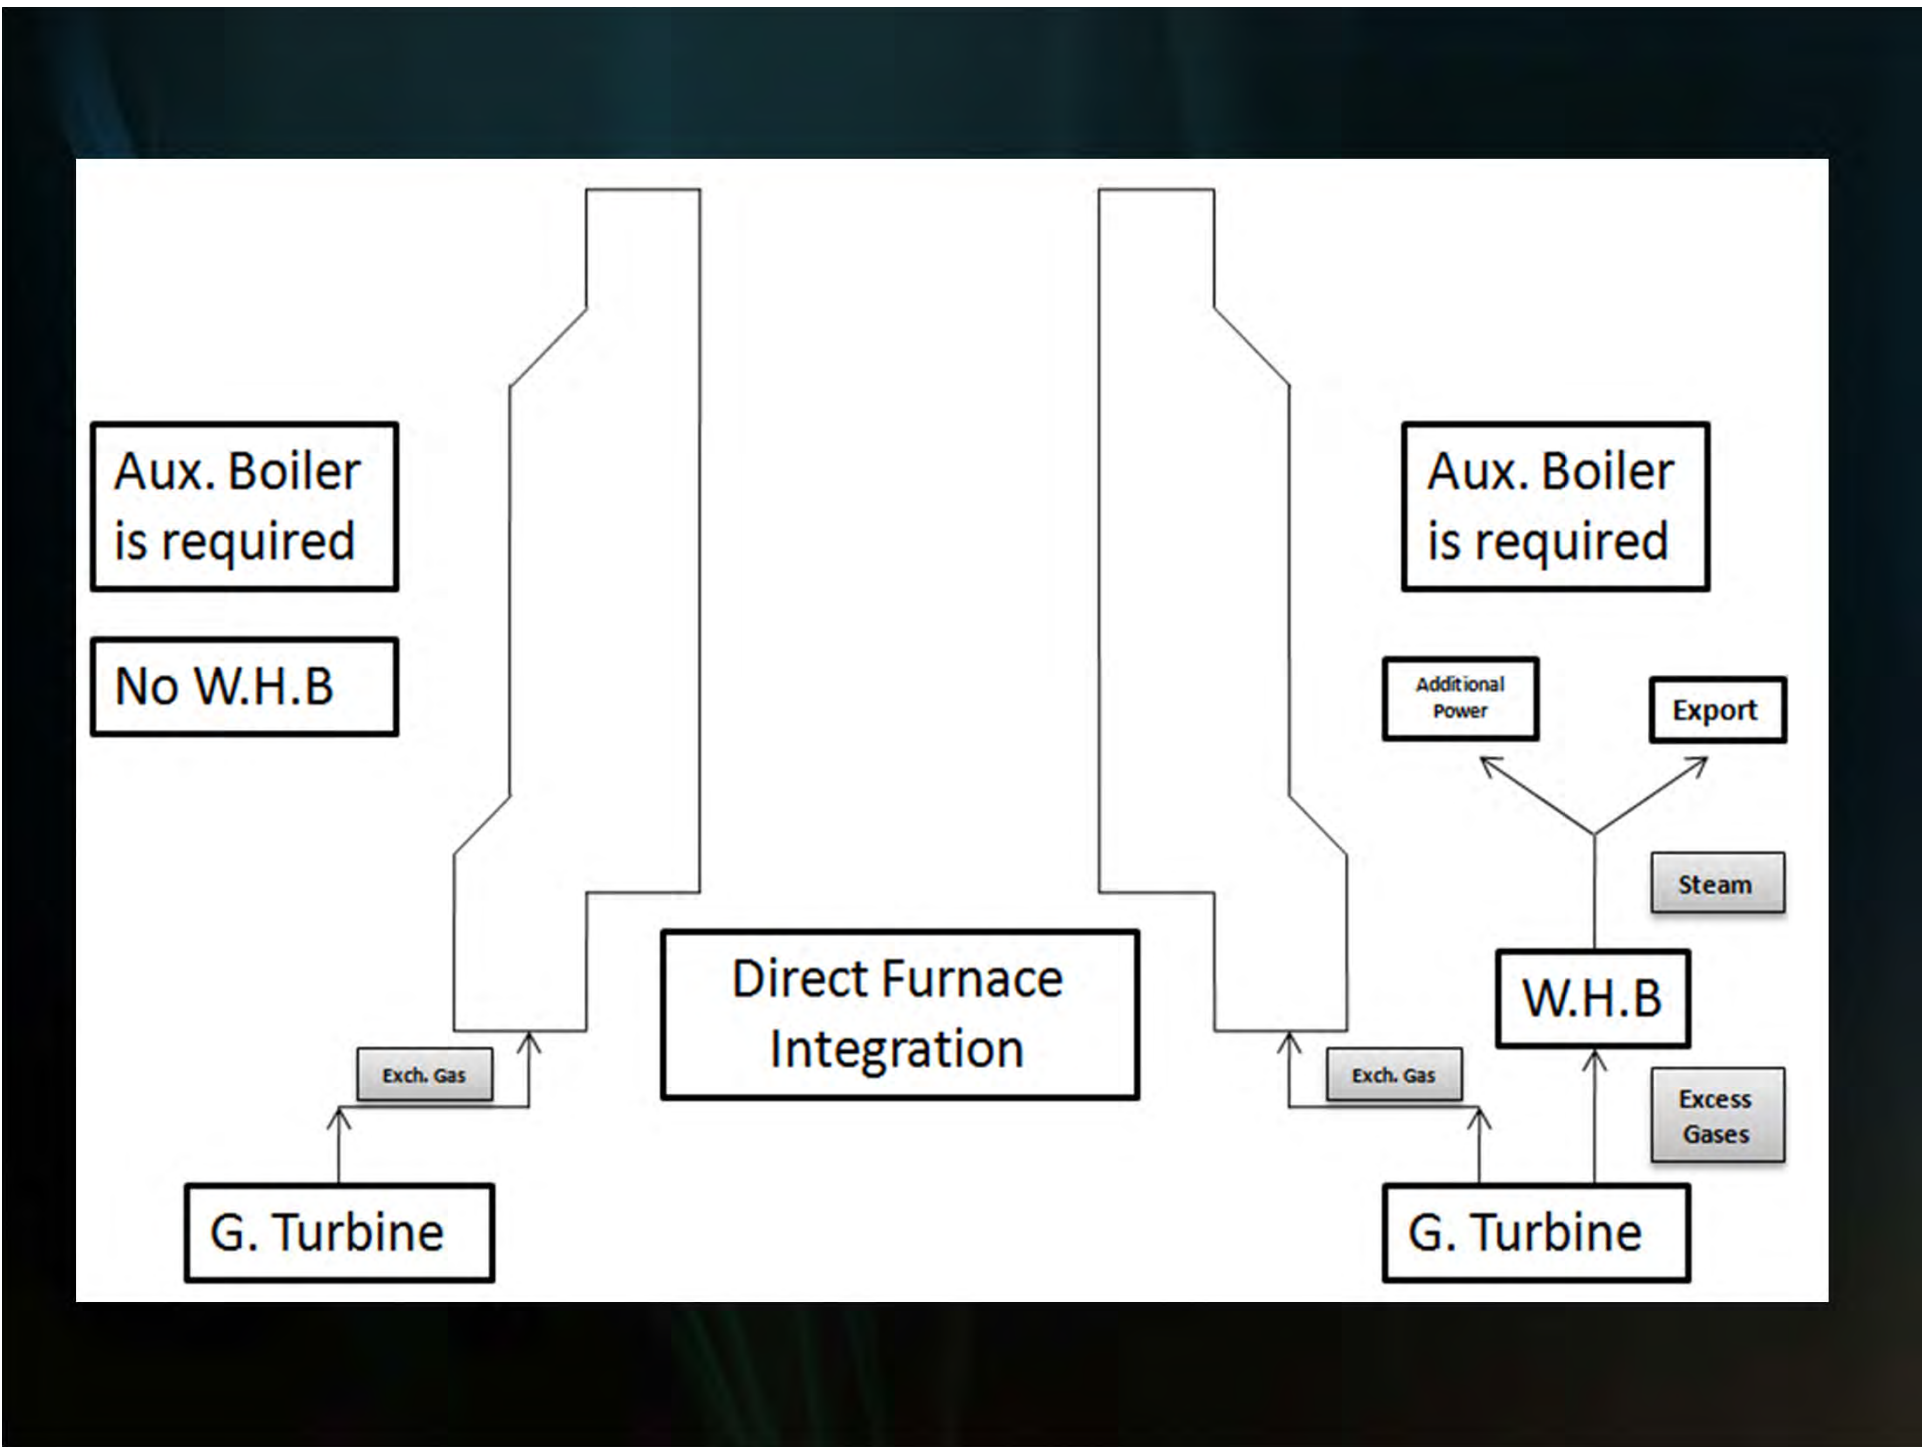 Aux. Boiler
is required
No W.H.B
Exch. Gas
G. Turbine
Direct Furnace
Integration
Aux. Boiler
is required
Additional
Power
Export
Steam
W.H.B
Exch. Gas
Excess
Gases
G. Turbine